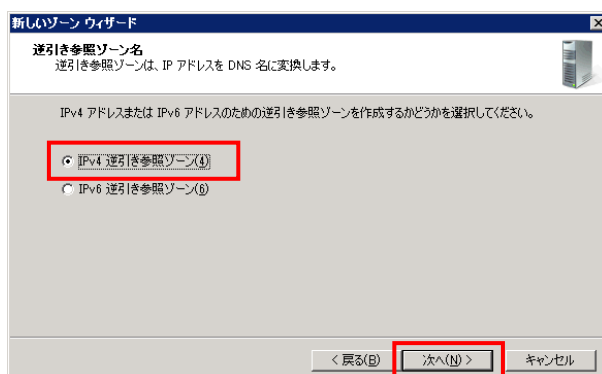 新しいゾーン ウィザード
逆引き参照ゾーン名
逆引き参照ゾーンは、IP アドレスを DNS 名に変換します。
IPv4 アドレスまたは IPv6 アドレスのための逆引き参照ゾーンを作成するかどうかを選択してください。
IPv4 逆引き参照ゾーン(4)
IPv6 逆引き参照ゾーン(6)
< 戻る(B) 次へ(N) > キャンセル